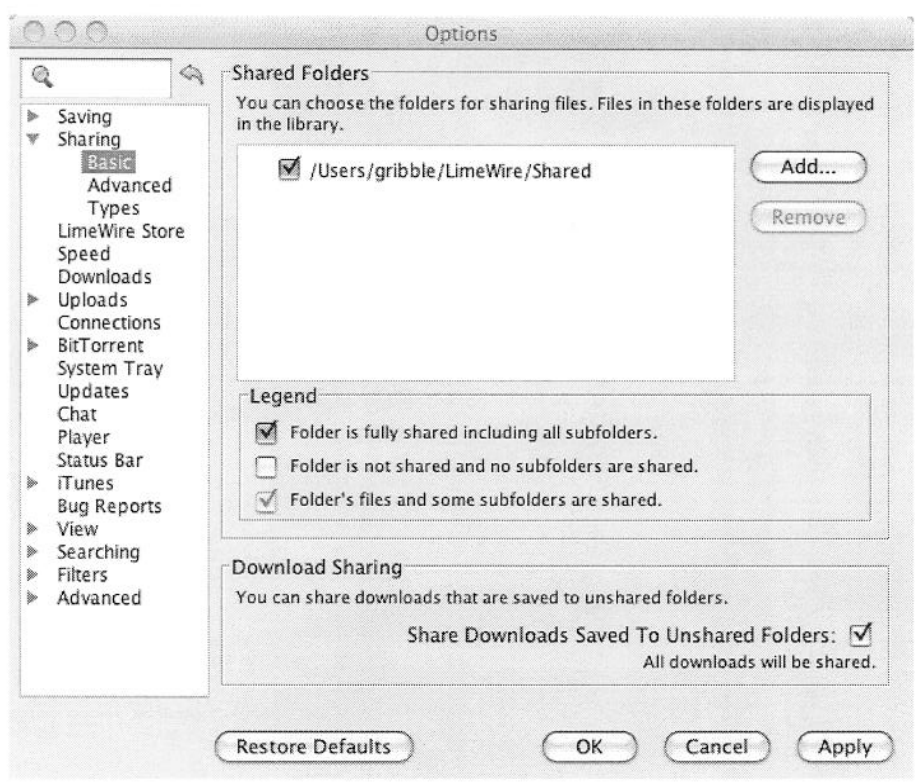 Options
Saving
Sharing
Basic
Advanced
Types
LimeWire Store
Speed
Downloads
Uploads
Connections
BitTorrent
System Tray
Updates
Chat
Player
Status Bar
iTunes
Bug Reports
View
Searching
Filters
Advanced
Shared Folders
You can choose the folders for sharing files. Files in these folders are displayed
in the library.
/Users/gribble/LimeWire/Shared
Add...
Remove
Legend
Folder is fully shared including all subfolders.
Folder is not shared and no subfolders are shared.
Folder's files and some subfolders are shared.
Download Sharing
You can share downloads that are saved to unshared folders.
Share Downloads Saved To Unshared Folders:
All downloads will be shared.
Restore Defaults
OK
Cancel
Apply